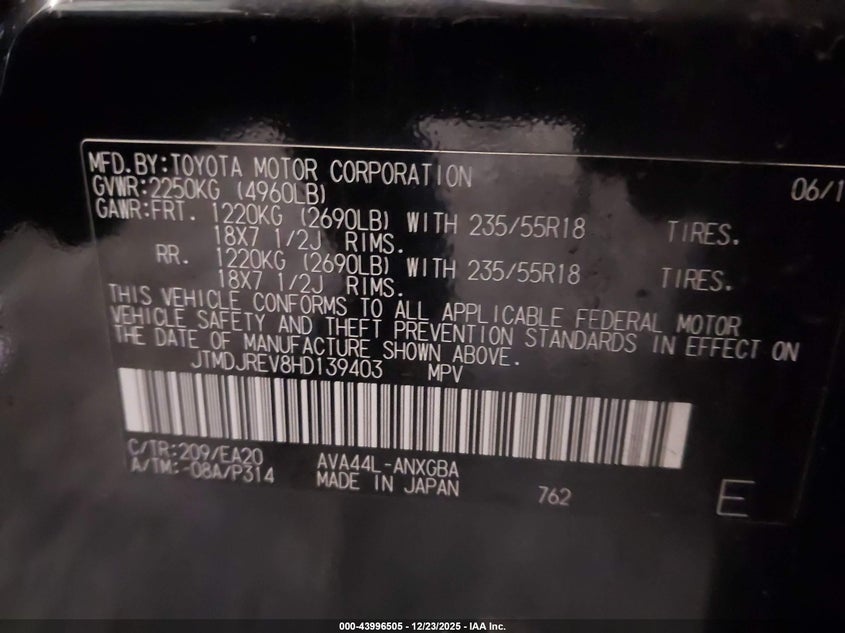 MFD.BY:TOYOTA MOTOR CORPORATION 06/1
GVWR:2250KG (4960LB)
GAWR:FRT. 1220KG (2690LB) WITH 235/55R18 TIRES.
18X7 1/2J RIMS.
RR. 1220KG (2690LB) WITH 235/55R18 TIRES.
18X7 1/2J RIMS.
THIS VEHICLE CONFORMS TO ALL APPLICABLE FEDERAL MOTOR
VEHICLE SAFETY AND THEFT PREVENTION STANDARDS IN EFFECT ON
THE DATE OF MANUFACTURE SHOWN ABOVE.
JTMDJREV8HD139403 MPV
C/TR:209/EA20 AVA44L-ANXGBA
A/TM:-08A/P314 MADE IN JAPAN 762 E
000-43996505 - 12/23/2025 - IAA Inc.